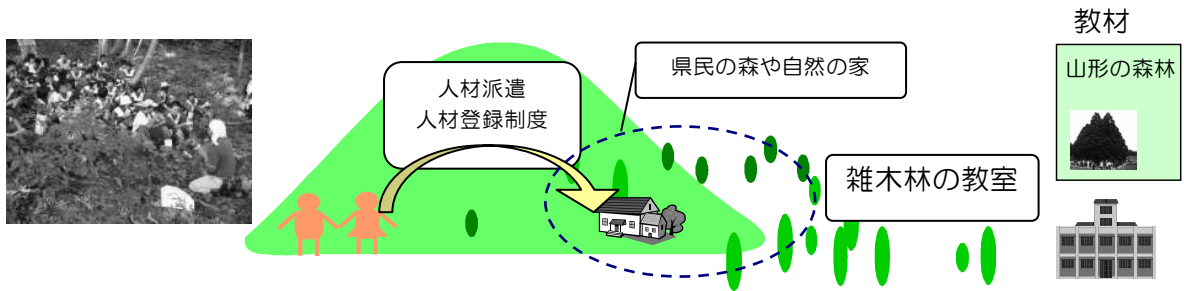 教材
県民の森や自然の家
山形の森林
人材派遣
人材登録制度
雑木林の教室